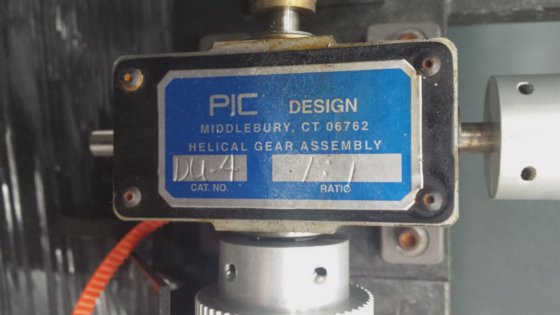 PIC DESIGN
MIDDLEBURY, CT 06762
HELICAL GEAR ASSEMBLY
DU-4 1:1
CAT. NO. RATIO